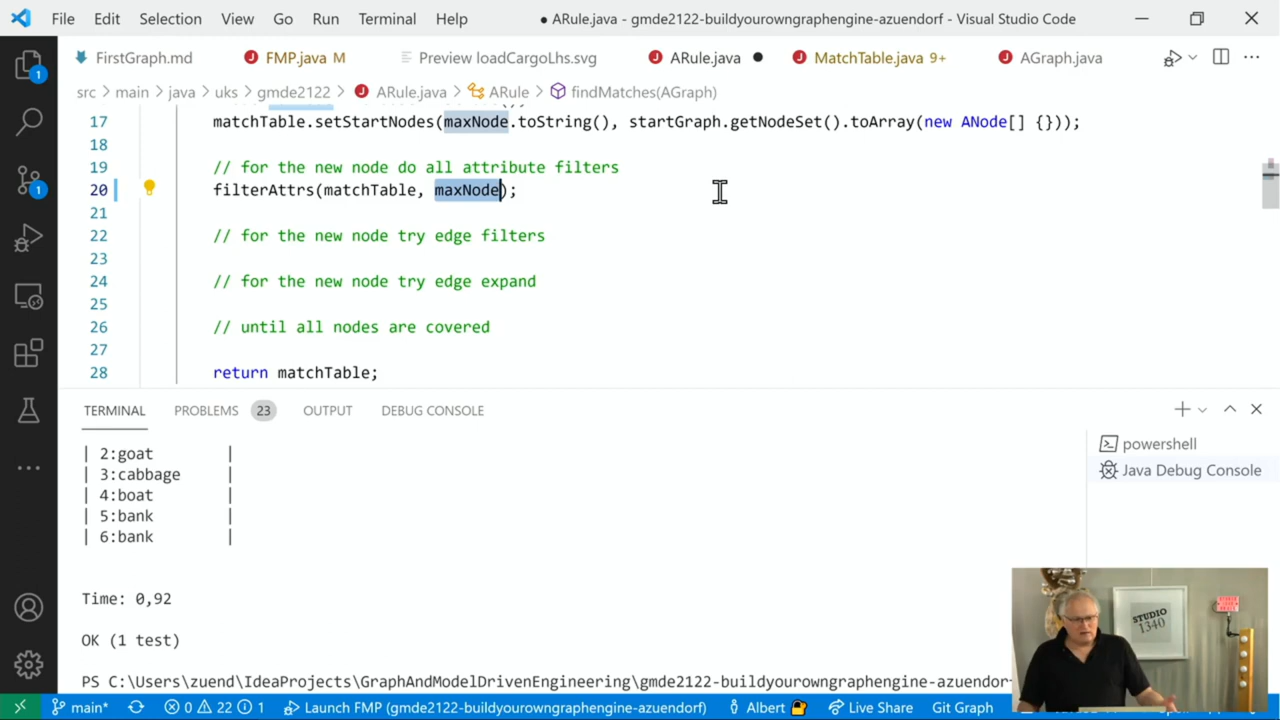 File Edit Selection View Go Run Terminal Help
● ARule.java - gmde2122-buildyourowngraphengine-azuendorf - Visual Studio Code
FirstGraph.md FMP.java M Preview loadCargoLhs.svg ARule.java ● MatchTable.java 9+ AGraph.java
src > main > java > uks > gmde2122 > ARule.java > ARule > findMatches(AGraph)
17 matchTable.setStartNodes(maxNode.toString(), startGraph.getNodeSet().toArray(new ANode[] {}));
18
19 // for the new node do all attribute filters
20 filterAttrs(matchTable, maxNode);
21
22 // for the new node try edge filters
23
24 // for the new node try edge expand
25
26 // until all nodes are covered
27
28 return matchTable;
TERMINAL PROBLEMS 23 OUTPUT DEBUG CONSOLE
| 2:goat |
| 3:cabbage |
| 4:boat |
| 5:bank |
| 6:bank |
Time: 0,92
OK (1 test)
PS C:\Users\zuend\IdeaProjects\GraphAndModelDrivenEngineering\gmde2122-buildyourowngraphengine-azuendor
powershell
Java Debug Console
1
1
STUDIO
1340
main* 0 22 1 Launch FMP (gmde2122-buildyourowngraphengine-azuendorf) Albert Live Share Git Graph